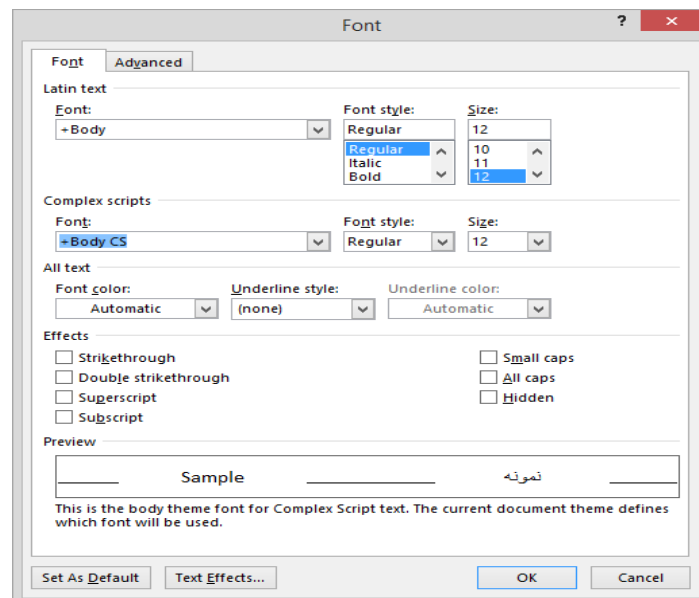 Font ?
Font Advanced
Latin text
Font: Font style: Size:
+Body Regular 12
Regular 10
Italic 11
Bold 12
Complex scripts
Font: Font style: Size:
+Body CS Regular 12
All text
Font color: Underline style: Underline color:
Automatic (none) Automatic
Effects
Strikethrough Small caps
Double strikethrough All caps
Superscript Hidden
Subscript
Preview
Sample نمونه
This is the body theme font for Complex Script text. The current document theme defines
which font will be used.
Set As Default Text Effects... OK Cancel